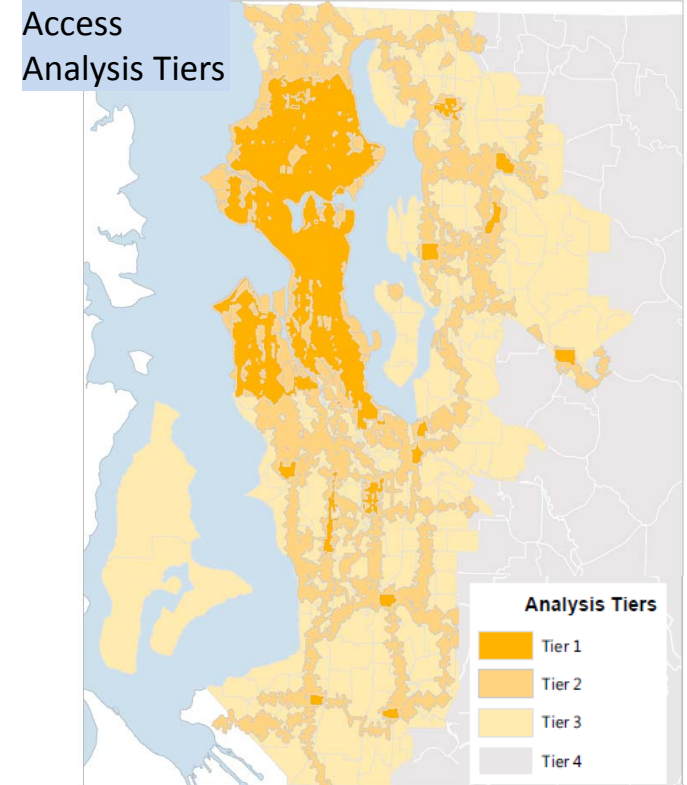 Access
Analysis Tiers
Analysis Tiers
Tier 1
Tier 2
Tier 3
Tier 4